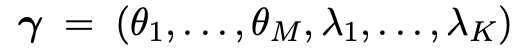 γ = (θ₁, . . . , θ_M, λ₁, . . . , λ_K)